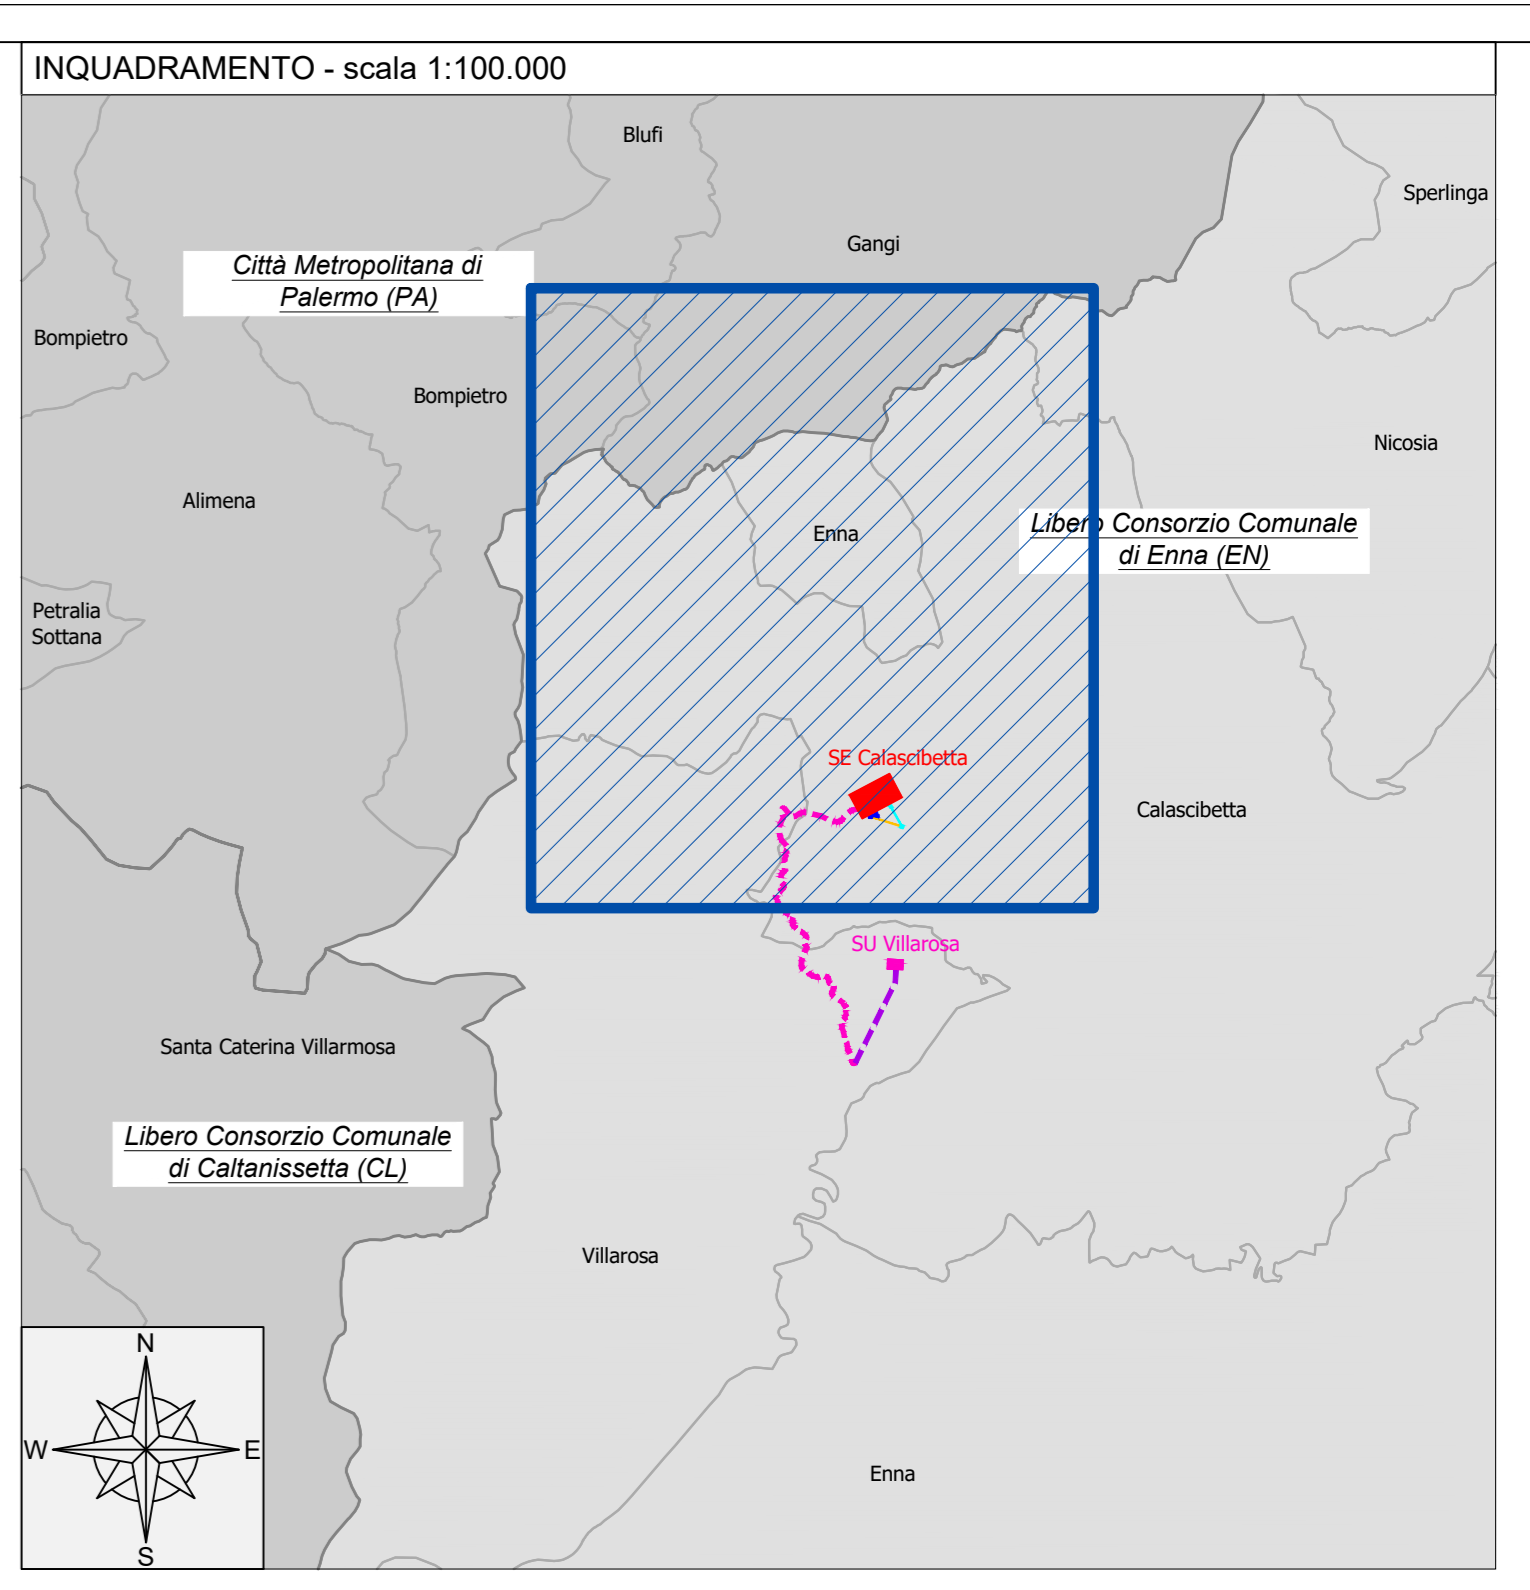 INQUADRAMENTO - scala 1:100.000
Blufi
Sperlinga
Gangi
Città Metropolitana di
Palermo (PA)
Bompietro
Bompietro
Nicosia
Alimena
Libero Consorzio Comunale
di Enna (EN)
Enna
Petralia
Sottana
SE Calascibetta
Calascibetta
SU Villarosa
Santa Caterina Villarmosa
Libero Consorzio Comunale
di Caltanissetta (CL)
Villarosa
N
W
E
S
Enna